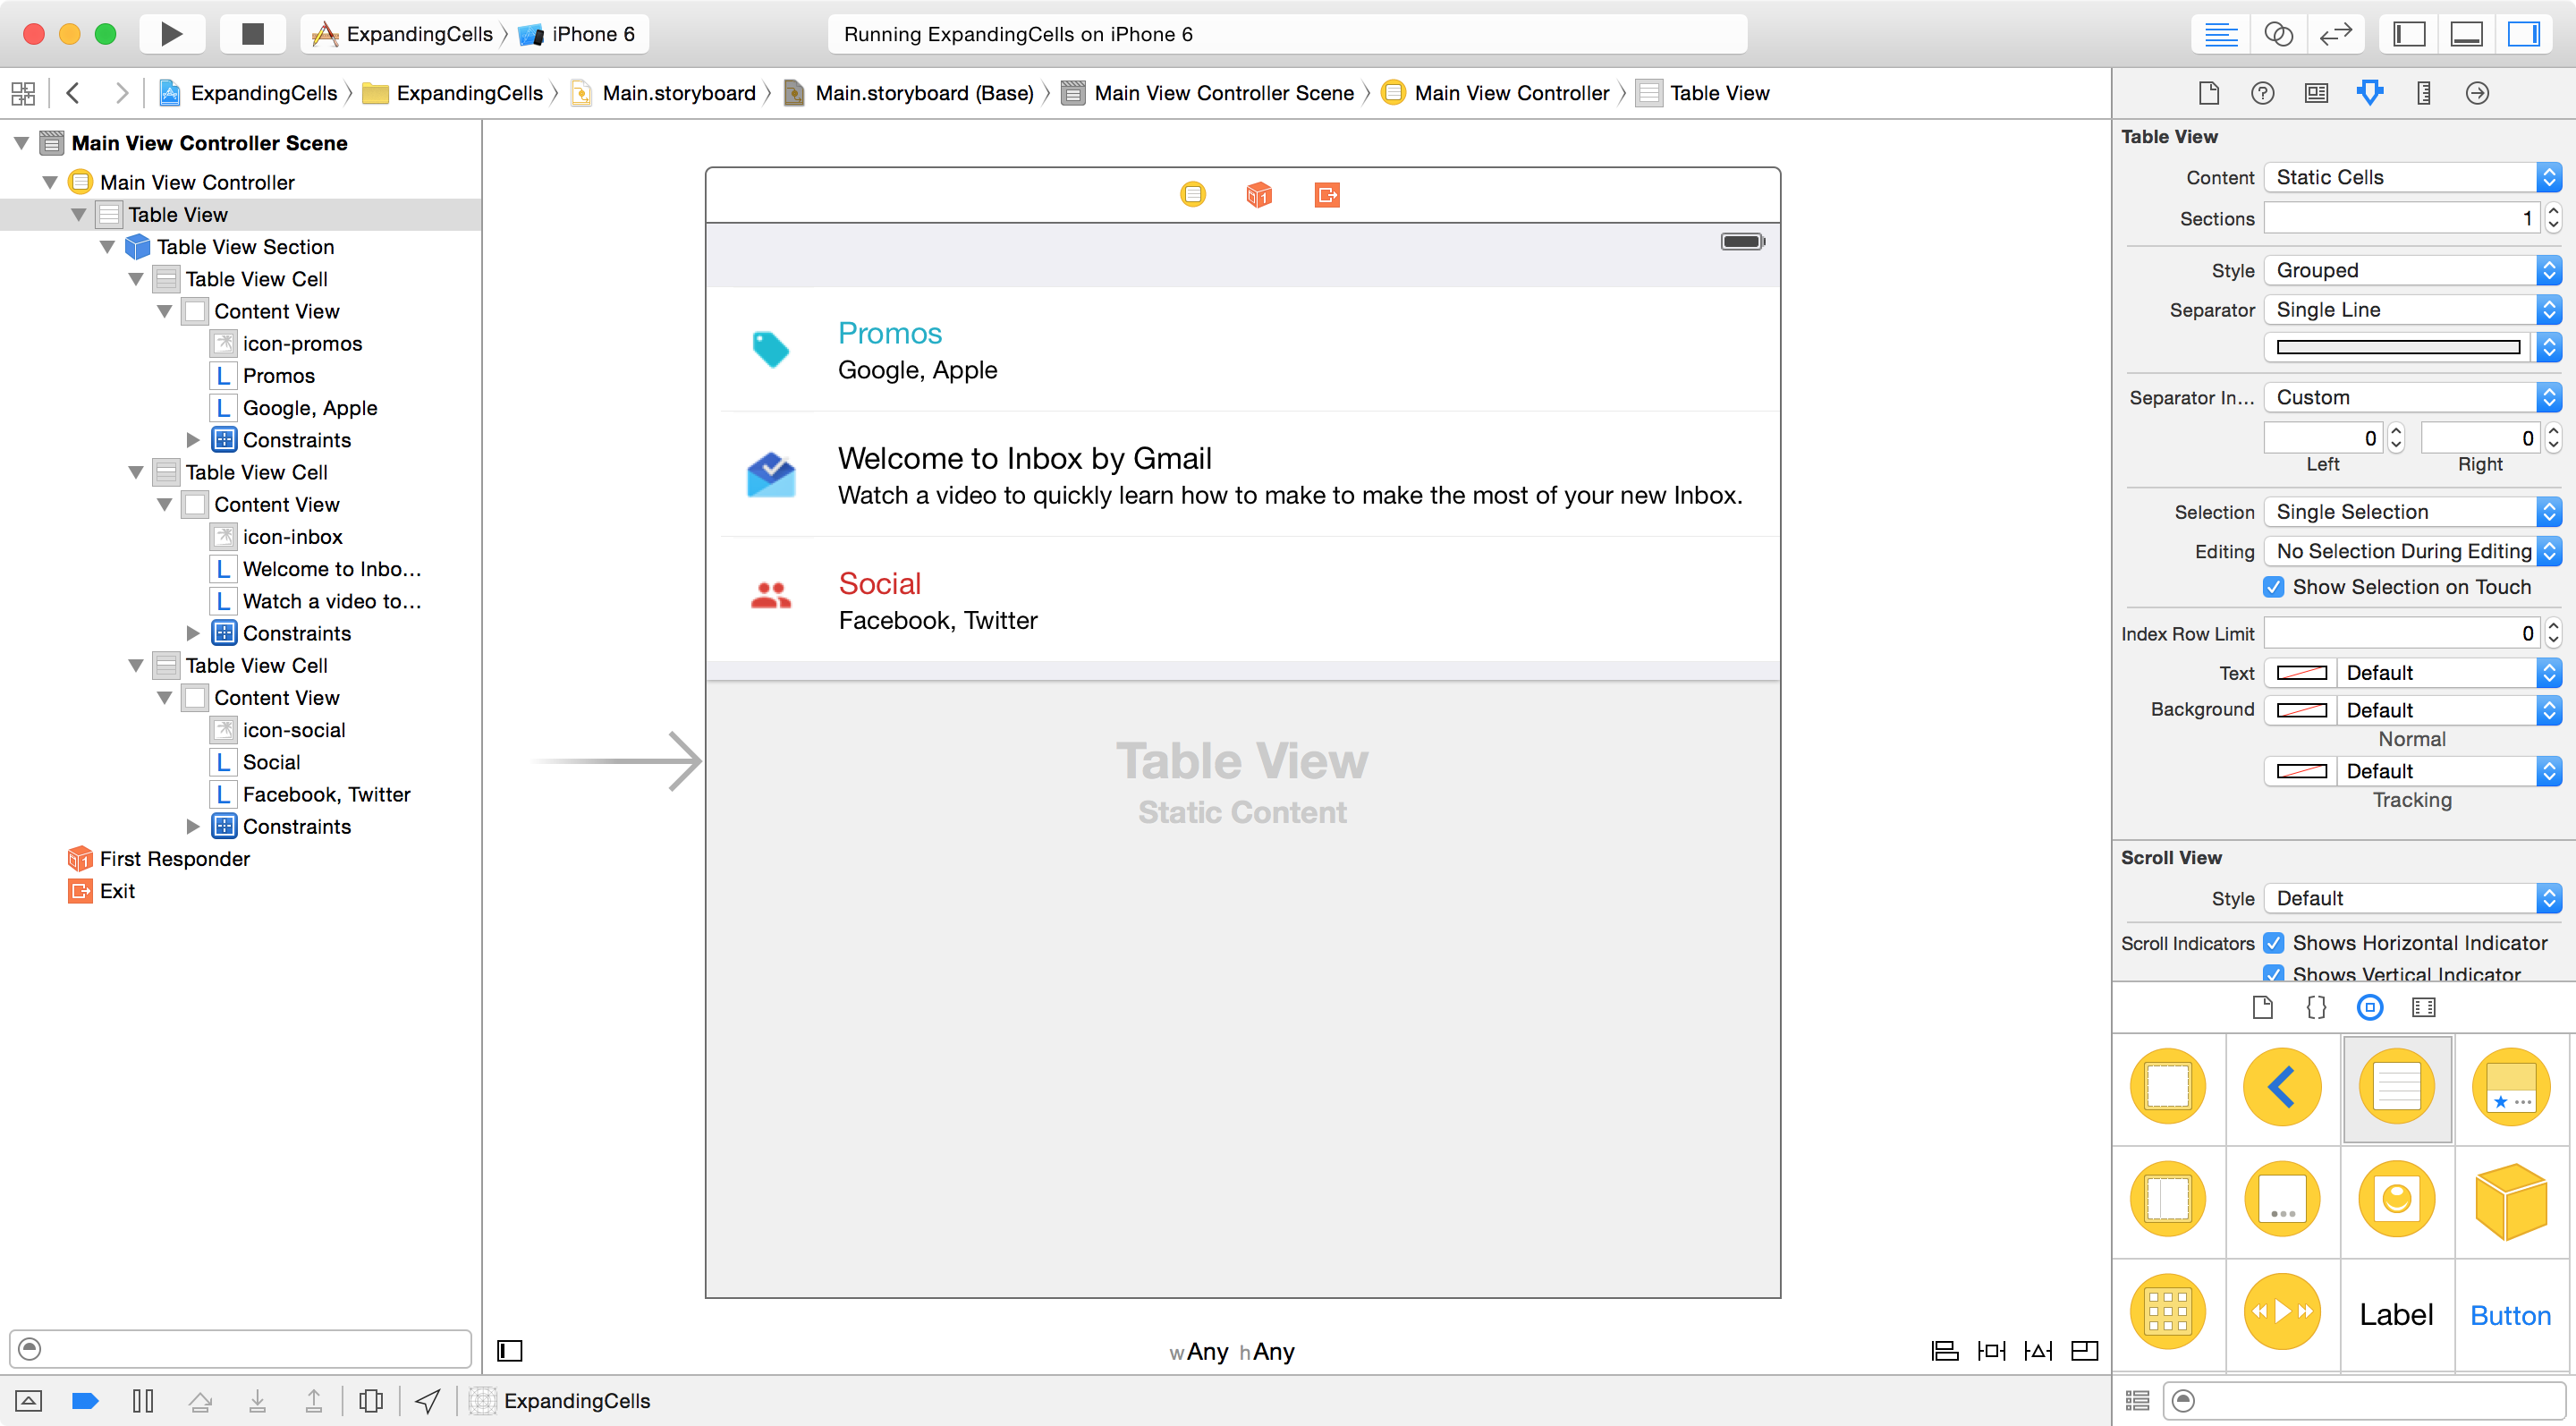 ExpandingCells iPhone 6
Running ExpandingCells on iPhone 6
ExpandingCells ExpandingCells Main.storyboard Main.storyboard (Base) Main View Controller Scene Main View Controller Table View
Main View Controller Scene
Main View Controller
Table View
Table View Section
Table View Cell
Content View
icon-promos
L Promos
L Google, Apple
Constraints
Table View Cell
Content View
icon-inbox
L Welcome to Inbo...
L Watch a video to...
Constraints
Table View Cell
Content View
icon-social
L Social
L Facebook, Twitter
Constraints
First Responder
Exit
Promos
Google, Apple
Welcome to Inbox by Gmail
Watch a video to quickly learn how to make to make the most of your new Inbox.
Social
Facebook, Twitter
Table View
Static Content
wAny hAny
ExpandingCells
Table View
Content Static Cells
Sections 1
Style Grouped
Separator Single Line
Separator In... Custom
0 0
Left Right
Selection Single Selection
Editing No Selection During Editing
Show Selection on Touch
Index Row Limit 0
Text Default
Background Default
Normal
Default
Tracking
Scroll View
Style Default
Scroll Indicators Shows Horizontal Indicator
Shows Vertical Indicator
Label Button